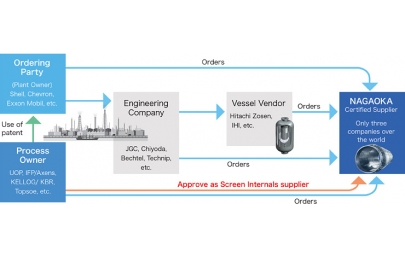 Ordering
Party
(Plant Owner)
Shell, Chevron,
Exxon Mobil, etc.
Orders
Use of
patent
Engineering
Company
JGC, Chiyoda,
Bechtel, Technip,
etc.
Vessel Vendor
Hitachi Zosen,
IHI, etc.
Orders
NAGAOKA
Certified Supplier
Only three
companies over
the world
Orders
Process
Owner
UOP, IFP/Axens,
KELLOG/ KBR,
Topsoe, etc.
Approve as Screen Internals supplier
Orders